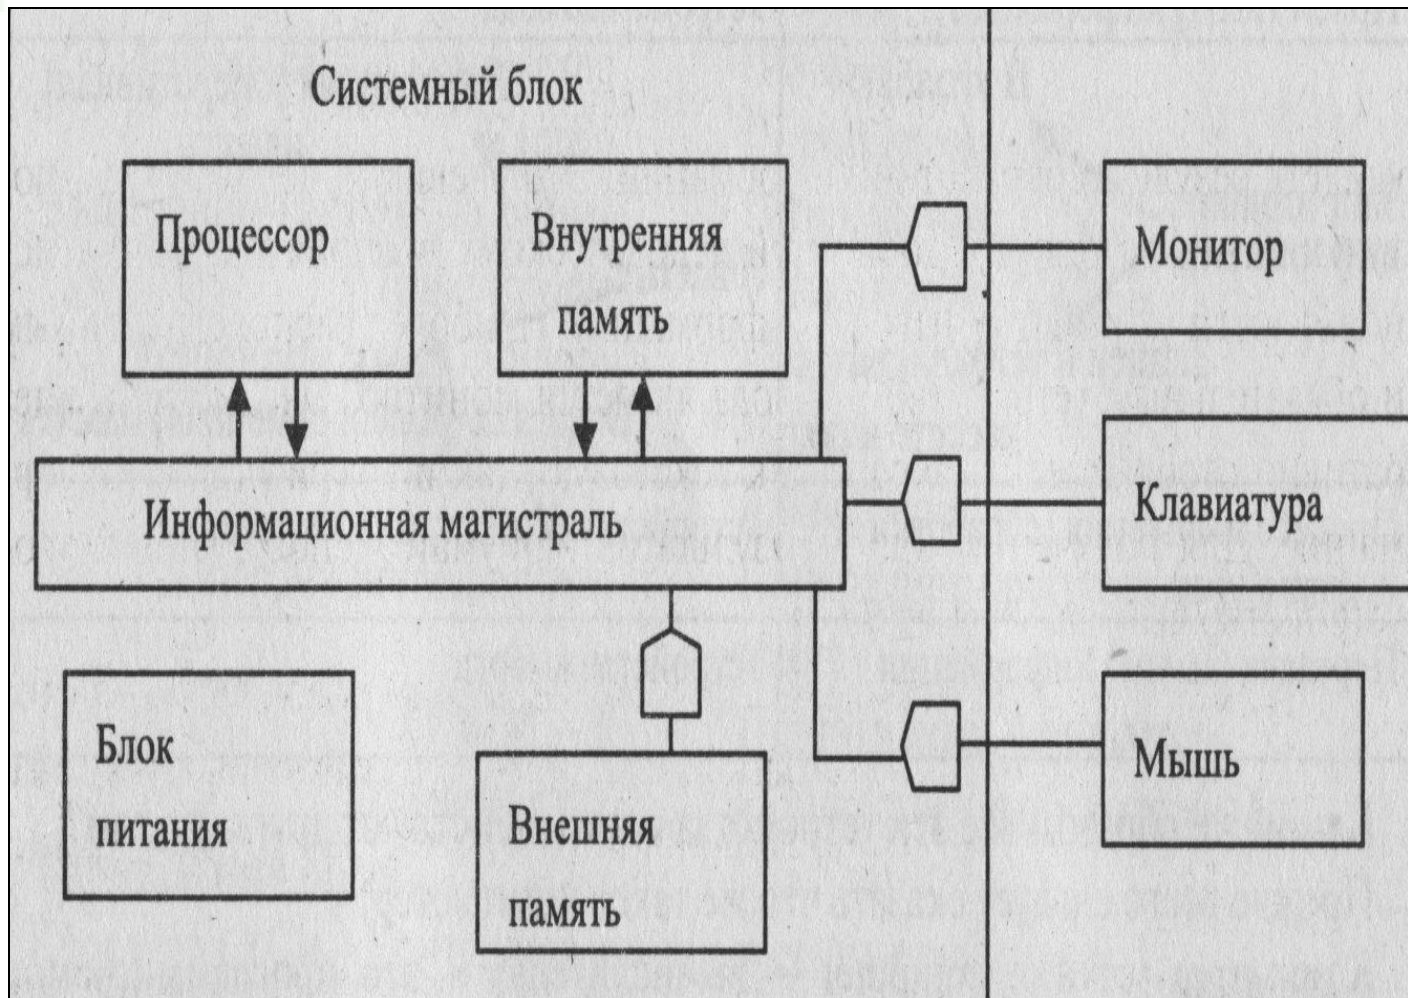 Системный блок
Процессор
Внутренняя
память
Монитор
Информационная магистраль
Клавиатура
Блок
питания
Внешняя
память
Мышь